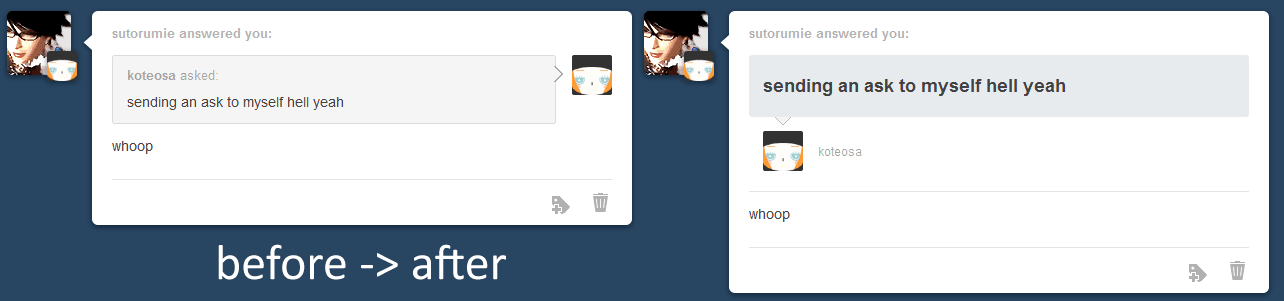 sutorumie answered you:
koteosa asked:
sending an ask to myself hell yeah
whoop
before -> after
sutorumie answered you:
sending an ask to myself hell yeah
koteosa
whoop